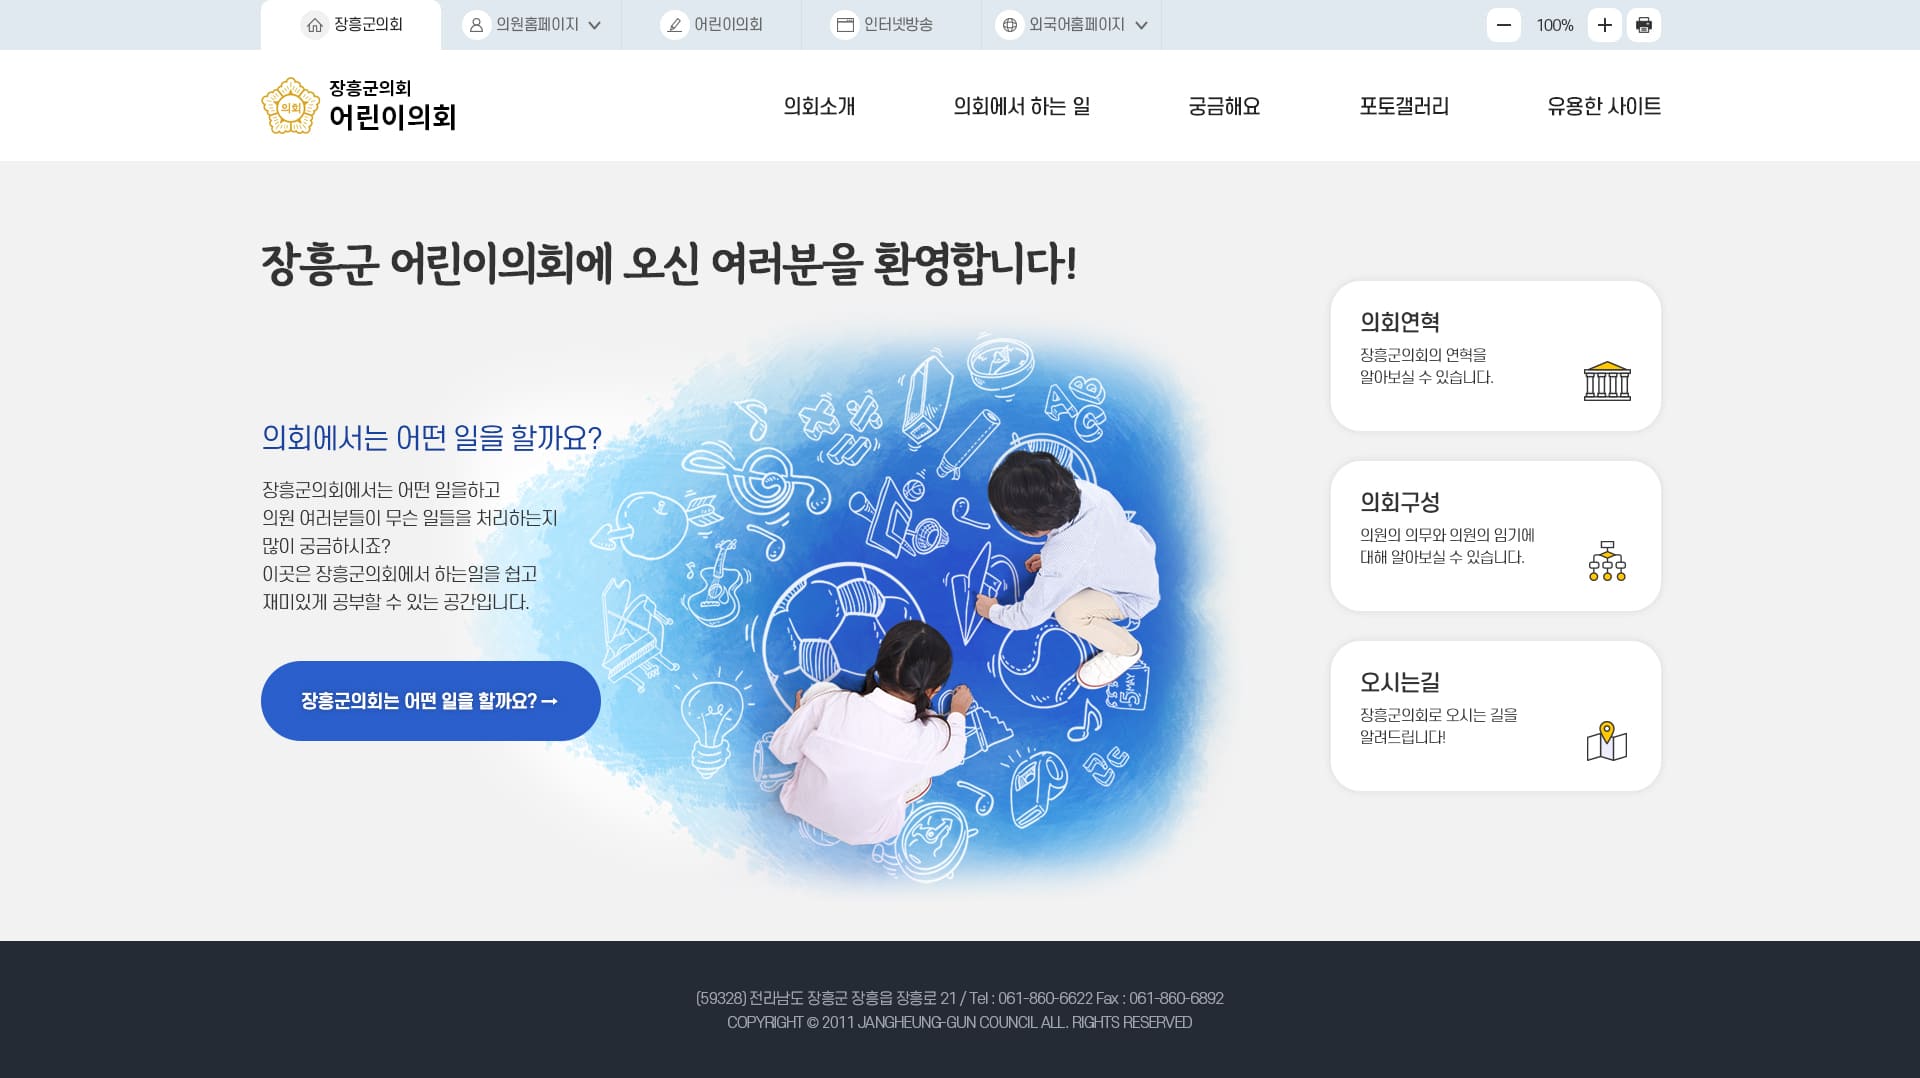 장흥군의회
의원홈페이지
어린이의회
인터넷방송
외국어홈페이지
100%
의회
장흥군의회
어린이의회
의회소개
의회에서 하는 일
궁금해요
포토갤러리
유용한 사이트
장흥군 어린이의회에 오신 여러분을 환영합니다!
의회에서는 어떤 일을 할까요?
장흥군의회에서는 어떤 일을하고
의원 여러분들이 무슨 일들을 처리하는지
많이 궁금하시죠?
이곳은 장흥군의회에서 하는일을 쉽고
재미있게 공부할 수 있는 공간입니다.
장흥군의회는 어떤 일을 할까요?→
ABC
5 MAY
의회연혁
장흥군의회의 연혁을
알아보실 수 있습니다.
의회구성
의원의 의무와 의원의 임기에
대해 알아보실 수 있습니다.
오시는길
장흥군의회로 오시는 길을
알려드립니다!
(59328) 전라남도 장흥군 장흥읍 장흥로 21 / Tel : 061-860-6622 Fax : 061-860-6892
COPYRIGHT © 2011 JANGHEUNG-GUN COUNCIL ALL. RIGHTS RESERVED